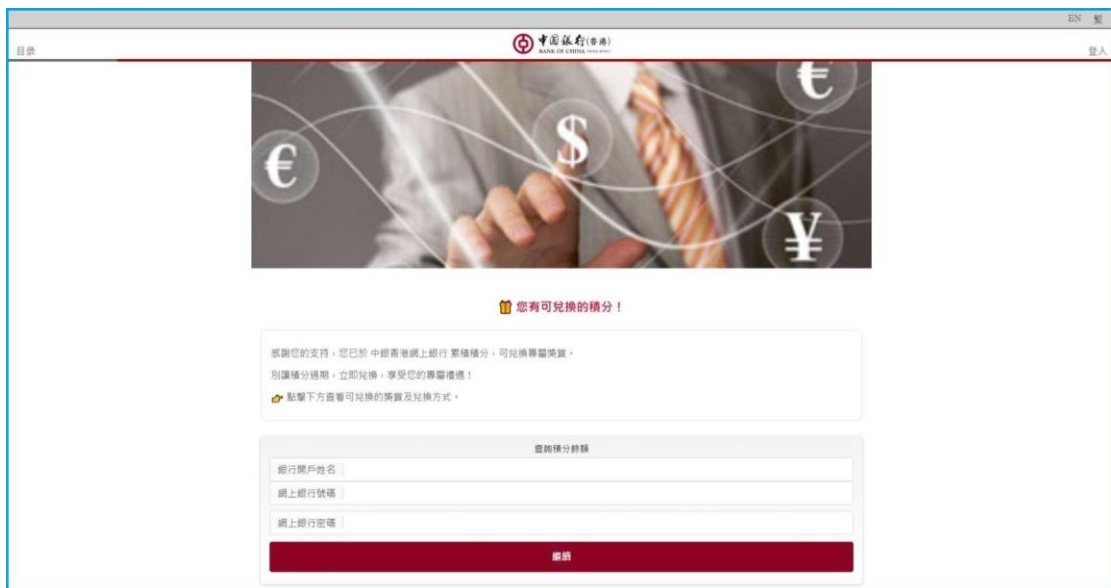 EN 繁
目录
中国銀行(香港)
BANK OF CHINA
登入
€
$
€
¥
您有可兌換的積分！
感謝您的支持，您已於 中銀香港網上銀行 累積積分，可兌換專屬獎賞。
別讓積分過期，立即兌換，享受您的專屬禮遇！
點擊下方查看可兌換的獎賞及兌換方式。
查詢積分餘額
銀行開戶姓名
網上銀行號碼
網上銀行密碼
繼續